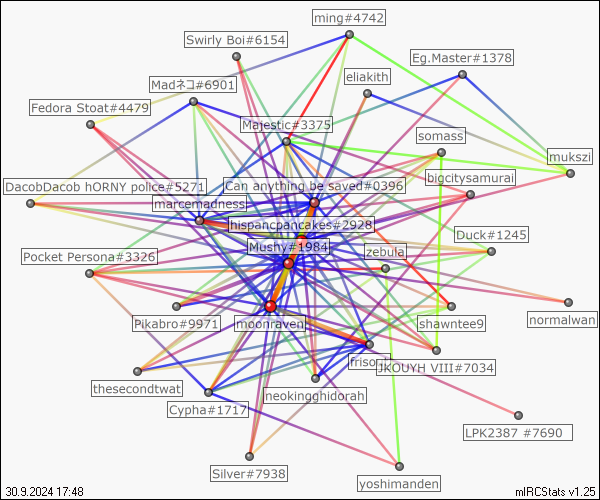 ming#4742
Swirly Boi#6154
Eg.Master#1378
eliakith
Madネコ#6901
Fedora Stoat#4479
Majestic#3375
somass
mukszi
bigcitysamurai
DacobDacob hORNY police#5271
Can anything be saved#0396
marcemadness
hispancpancakes#2928
Duck#1245
Mushy#1984
zebula
Pocket Persona#3326
normalwan
Pikabro#9971
moonraven
shawntee9
frison
JKOUYH VIII#7034
thesecondtwat
neokingghidorah
Cypha#1717
LPK2387 #7690
Silver#7938
yoshimanden
30.9.2024 17:48
mIRCStats v1.25